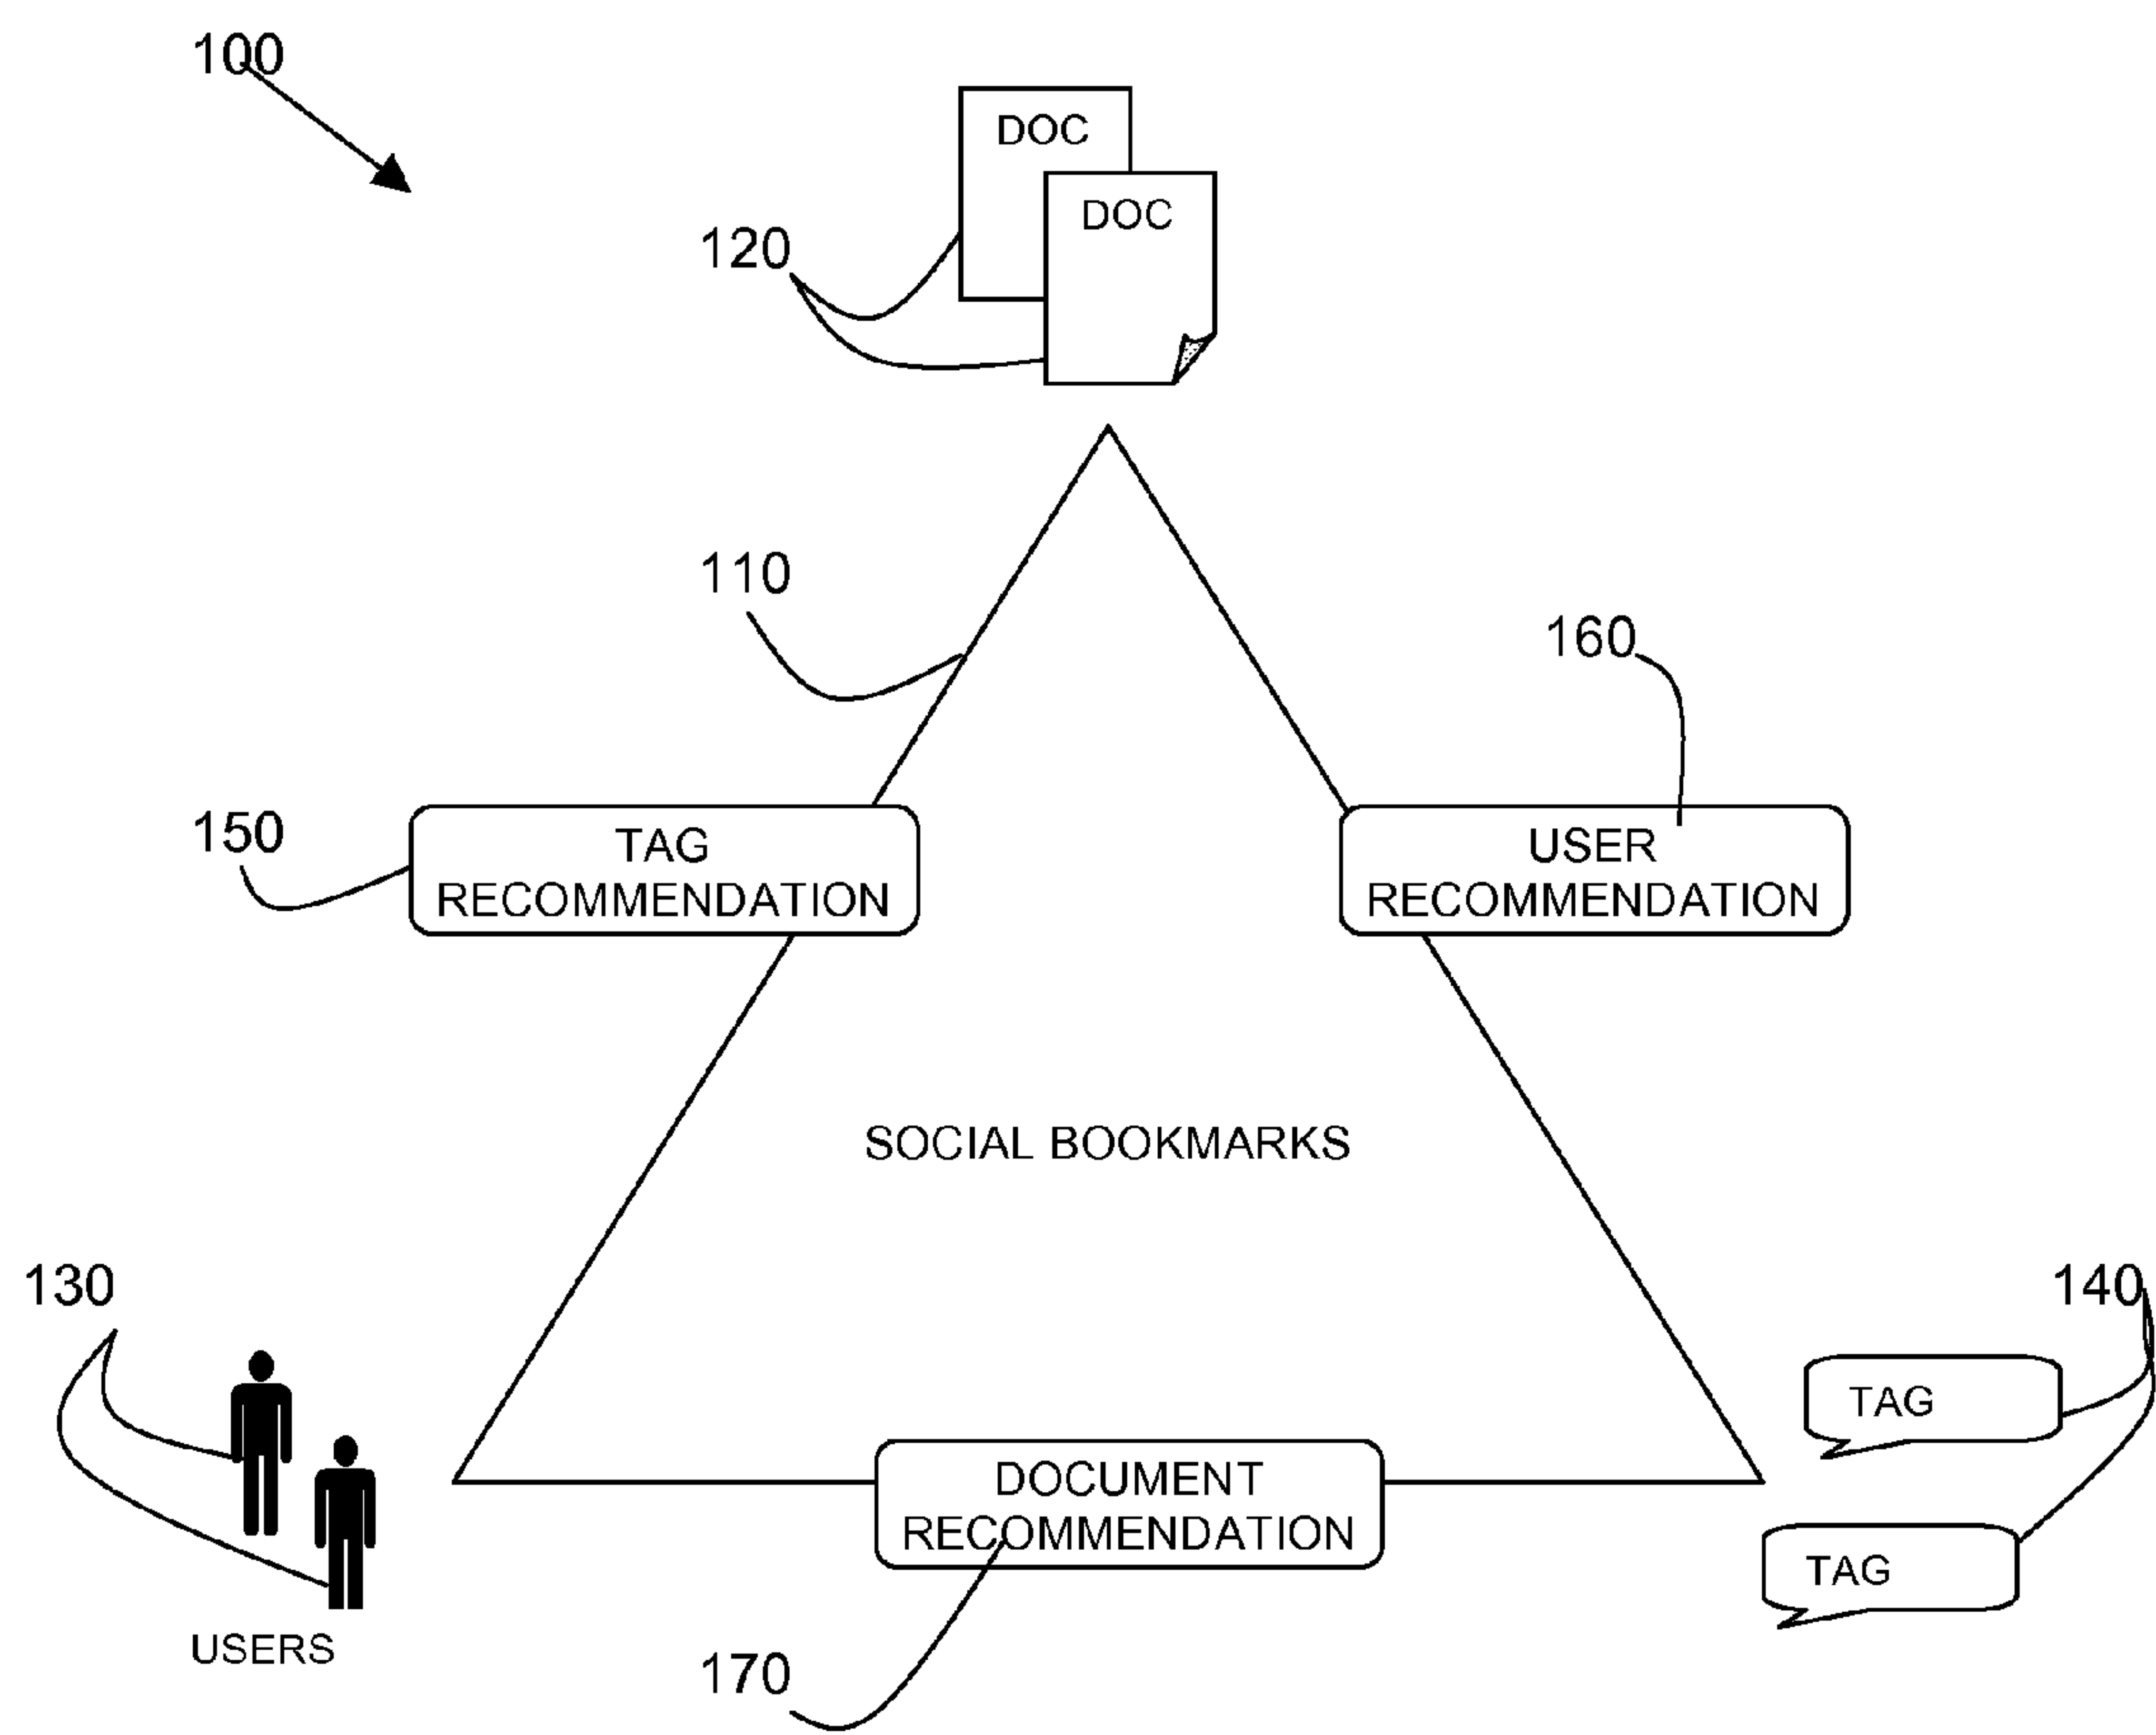 100
DOC
DOC
120
110
160
150
TAG
RECOMMENDATION
USER
RECOMMENDATION
SOCIAL BOOKMARKS
130
140
TAG
DOCUMENT
RECOMMENDATION
TAG
USERS
170